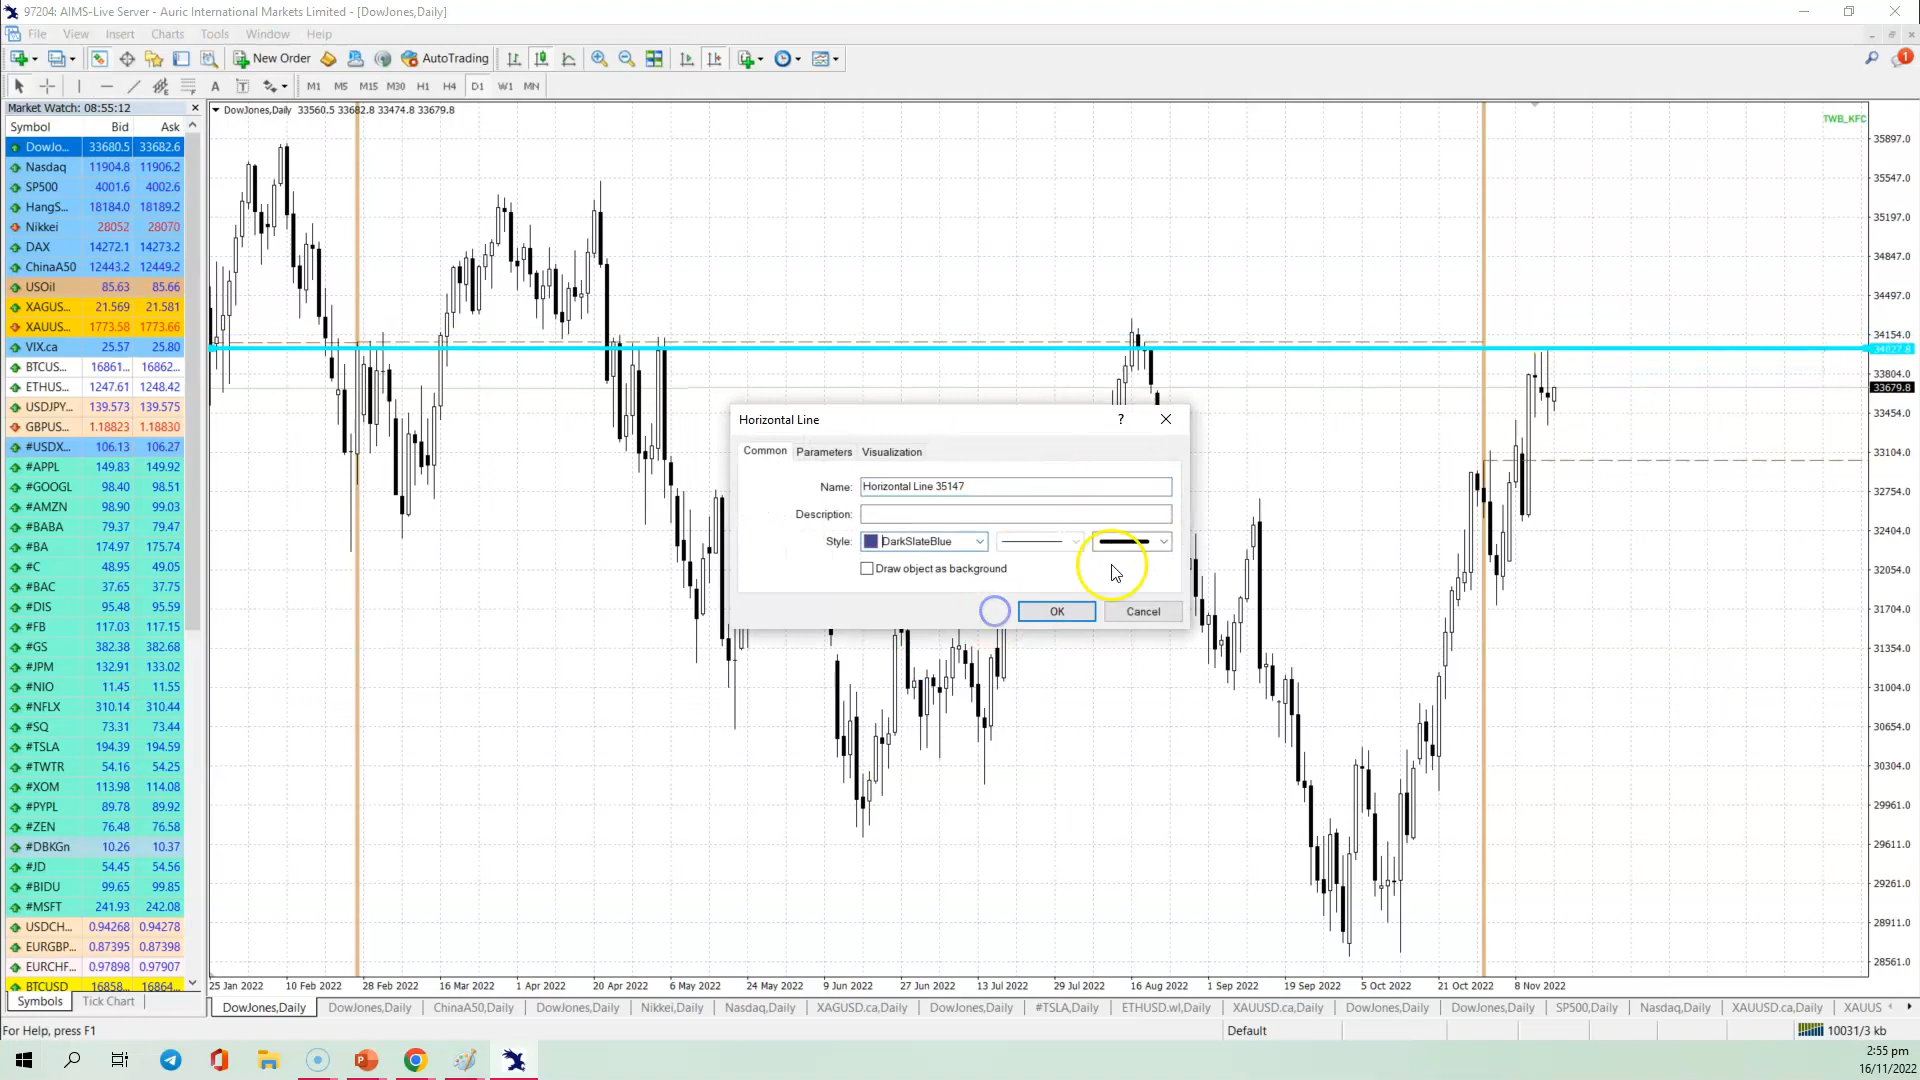 97204: AIMS-Live Server - Auric International Markets Limited - [DowJones,Daily]
File View Insert Charts Tools Window Help
New Order AutoTrading 1
A T M1 M5 M15 M30 H1 H4 D1 W1 MN
Market Watch: 08:55:12
Symbol Bid Ask
DowJo... 33680.5 33682.6
Nasdaq 11904.8 11906.2
SP500 4001.6 4002.6
HangS... 18184.0 18189.2
Nikkei 28052 28070
DAX 14272.1 14273.2
ChinaA50 12443.2 12449.2
USOil 85.63 85.66
XAGUS... 21.569 21.581
XAUUS... 1773.58 1773.66
VIX.ca 25.57 25.80
BTCUS... 16861... 16862...
ETHUS... 1247.61 1248.42
USDJPY... 139.573 139.575
GBPUS... 1.18823 1.18830
#USDX... 106.13 106.27
#APPL 149.83 149.92
#GOOGL 98.40 98.51
#AMZN 98.90 99.03
#BABA 79.37 79.47
#BA 174.97 175.74
#C 48.95 49.05
#BAC 37.65 37.75
#DIS 95.48 95.59
#FB 117.03 117.15
#GS 382.38 382.68
#JPM 132.91 133.02
#NIO 11.45 11.55
#NFLX 310.14 310.44
#SQ 73.31 73.44
#TSLA 194.39 194.59
#TWTR 54.16 54.25
#XOM 113.98 114.08
#PYPL 89.78 89.92
#ZEN 76.48 76.58
#DBKGn 10.26 10.37
#JD 54.45 54.56
#BIDU 99.65 99.85
#MSFT 241.93 242.08
USDCH... 0.94268 0.94278
EURGBP... 0.87395 0.87398
EURCHF... 0.97898 0.97907
BTCUSD 16858... 16864...
Symbols Tick Chart
DowJones,Daily 33560.5 33682.8 33474.8 33679.8
TWB_KFC
35897.0
35547.0
35197.0
34847.0
34497.0
34154.0
34027.8
33804.0
33679.8
33454.0
33104.0
32754.0
32404.0
32054.0
31704.0
31354.0
31004.0
30654.0
30304.0
29961.0
29611.0
29261.0
28911.0
28561.0
Horizontal Line ?
Common Parameters Visualization
Name: Horizontal Line 35147
Description:
Style: DarkSlateBlue
Draw object as background
OK Cancel
25 Jan 2022 10 Feb 2022 28 Feb 2022 16 Mar 2022 1 Apr 2022 20 Apr 2022 6 May 2022 24 May 2022 9 Jun 2022 27 Jun 2022 13 Jul 2022 29 Jul 2022 16 Aug 2022 1 Sep 2022 19 Sep 2022 5 Oct 2022 21 Oct 2022 8 Nov 2022
DowJones,Daily DowJones,Daily ChinaA50,Daily DowJones,Daily Nikkei,Daily Nasdaq,Daily XAGUSD.ca,Daily DowJones,Daily #TSLA,Daily ETHUSD.wl,Daily XAUUSD.ca,Daily DowJones,Daily DowJones,Daily SP500,Daily Nasdaq,Daily XAUUSD.ca,Daily XAUUS
For Help, press F1 Default 10031/3 kb
2:55 pm
16/11/2022